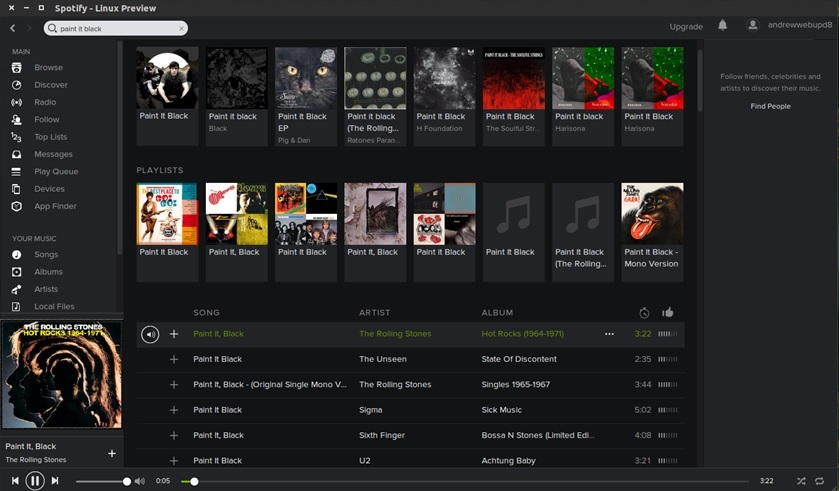 Spotify - Linux Preview
paint it black
Upgrade
andrewwebupd8
MAIN
Browse
Discover
Radio
Follow
Top Lists
Messages
Play Queue
Devices
App Finder
YOUR MUSIC
Songs
Albums
Artists
Local Files
THE ROLLING STONES
HOT ROCKS 1964-1971
Paint It, Black
The Rolling Stones
Paint It Black
Paint It Black
Black
Paint It Black
EP
Pig & Dan
Paint it black
(The Rolling...
Ratones Paran...
Paint It Black
H Foundation
PAINT IT BLACK - THE SOULFUL STRINGS
Paint It Black
The Soulful Str...
Paint it black
Harisona
Paint It Black
Harisona
PLAYLISTS
Paint It Black
Paint It, Black
Paint It Black
Paint It, Black
Paint it Black
Paint It Black
Paint It Black
(The Rolling...
Paint It Black -
Mono Version
SONG ARTIST ALBUM
Paint It, Black The Rolling Stones Hot Rocks (1964-1971) ••• 3:22
Paint It Black The Unseen State Of Discontent 2:35
Paint It, Black - (Original Single Mono V... The Rolling Stones Singles 1965-1967 3:44
Paint It Black Sigma Sick Music 5:02
Paint It, Black Sixth Finger Bossa N Stones (Limited Edi... 4:08
Paint It Black U2 Achtung Baby 3:21
Follow friends, celebrities and
artists to discover their music.
Find People
0:05
3:22